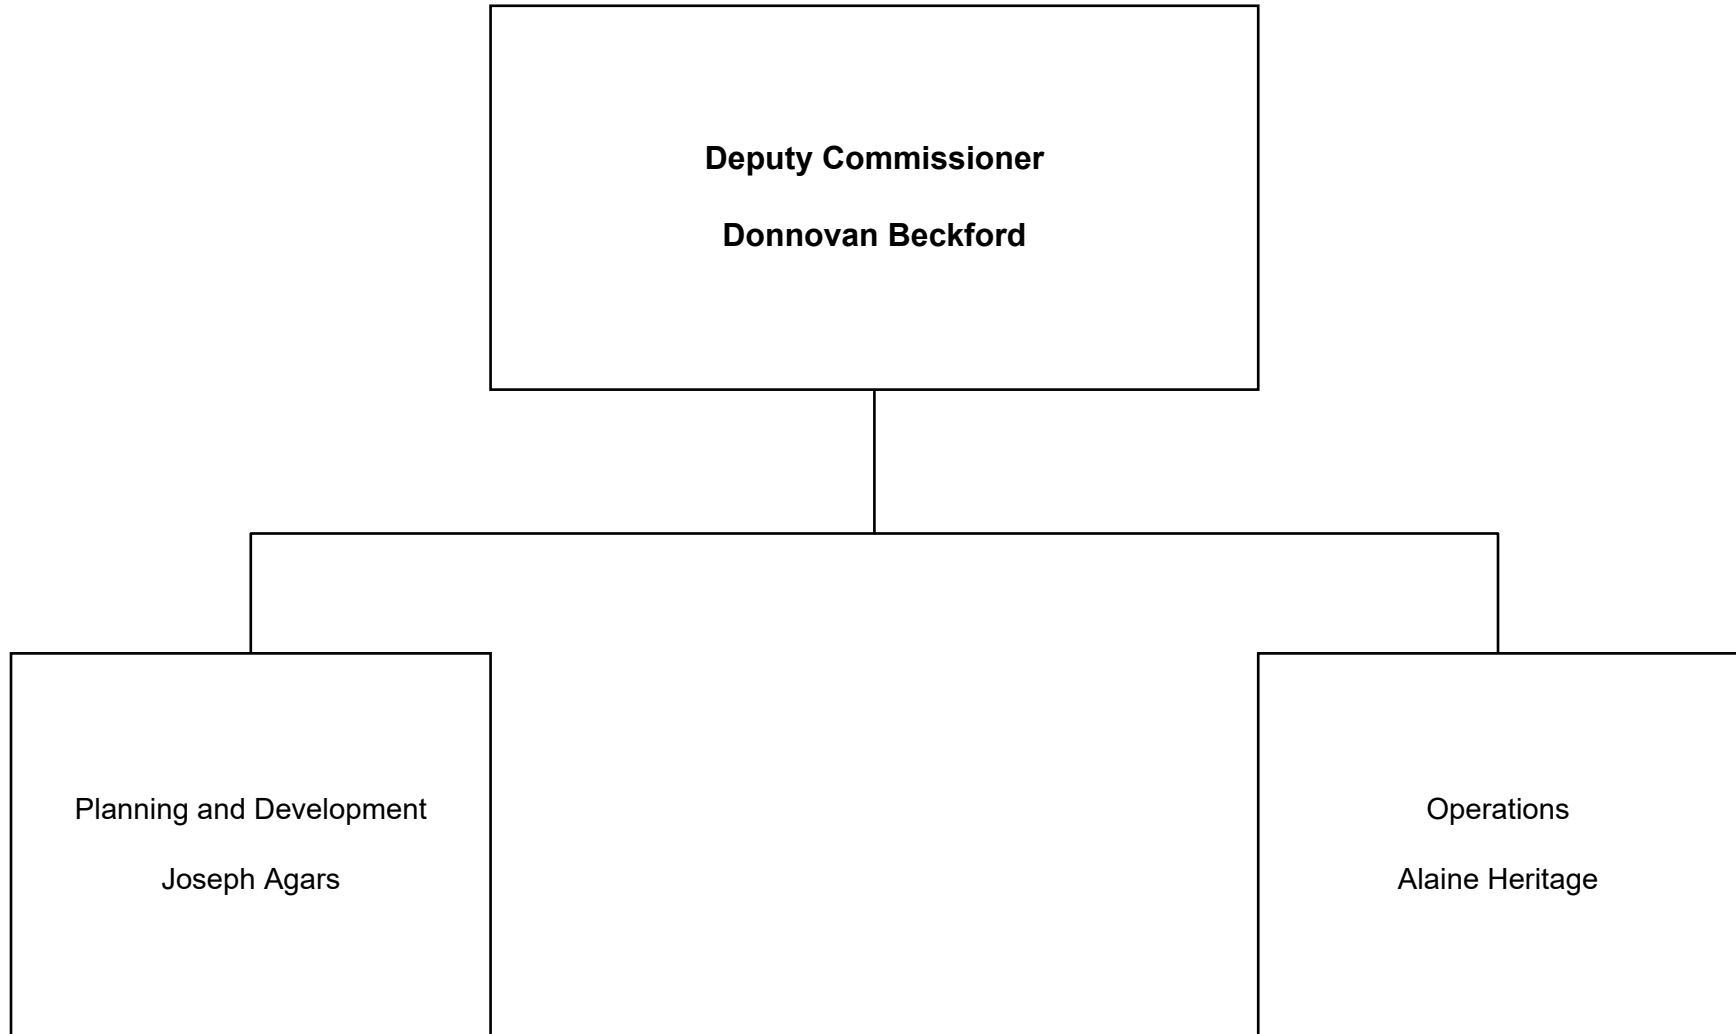 Deputy Commissioner
Donnovan Beckford
Planning and Development
Joseph Agars
Operations
Alaine Heritage